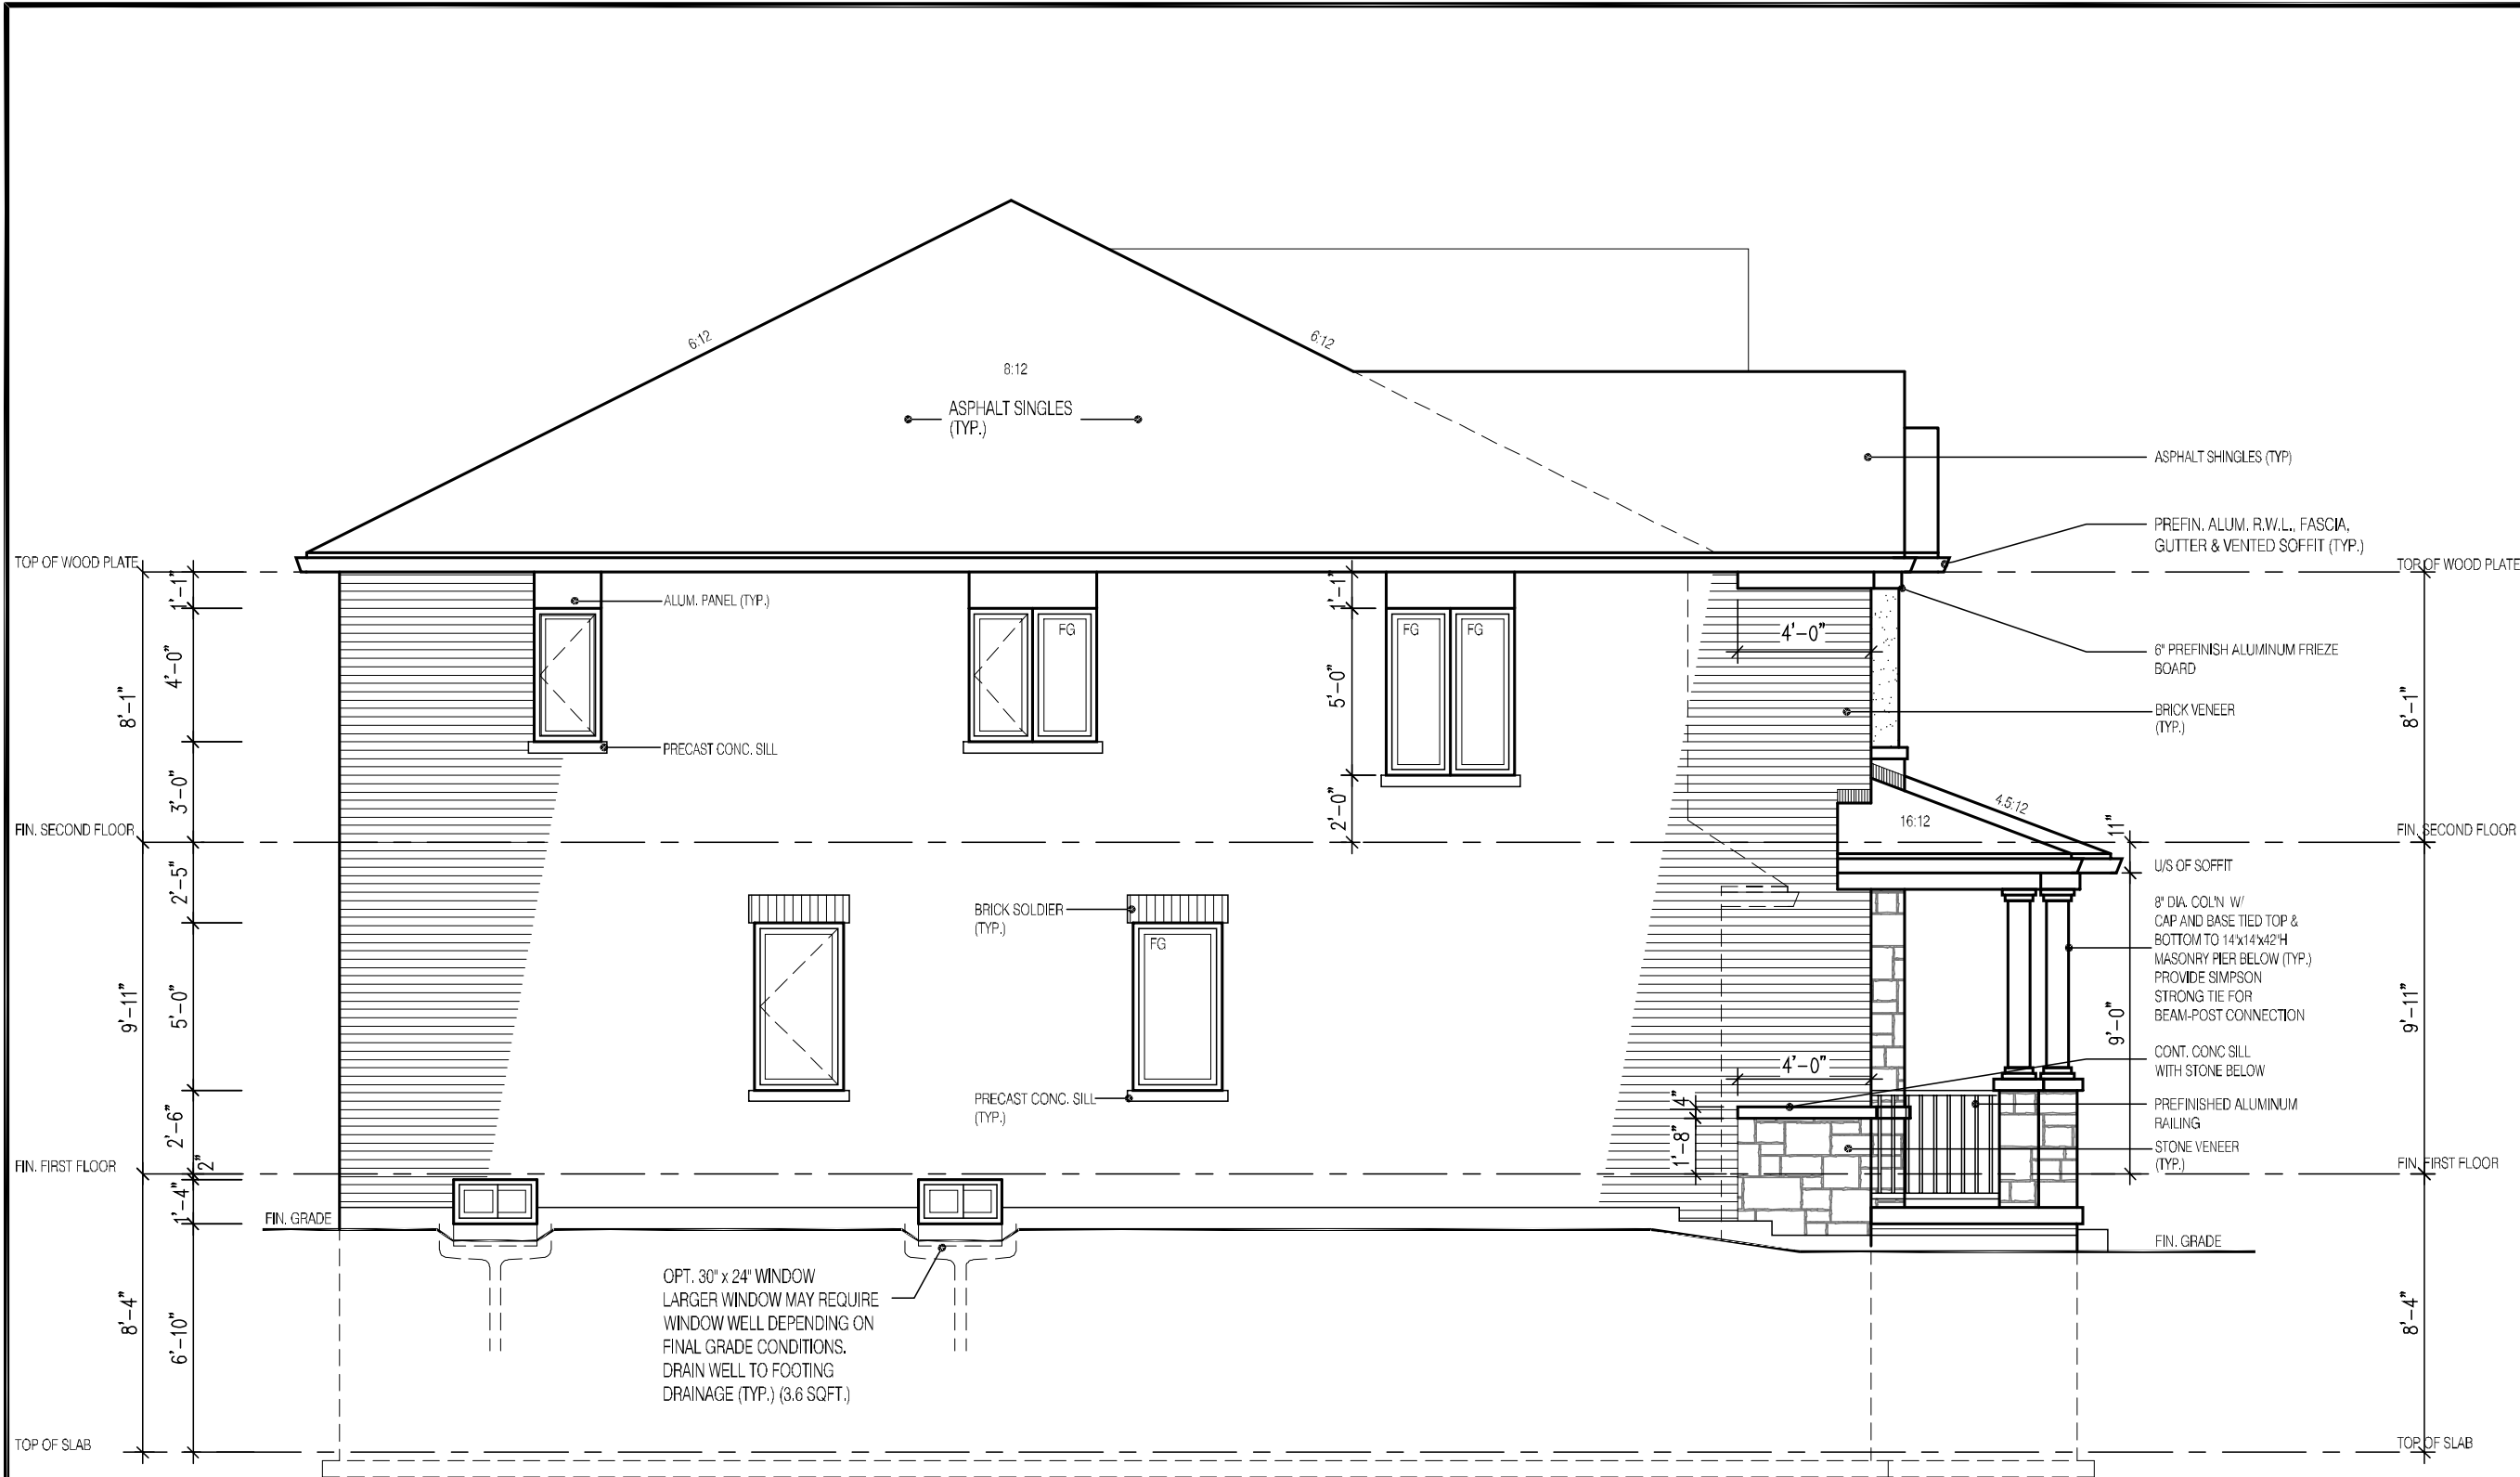 6:12
6:12
8:12
ASPHALT SINGLES
(TYP.)
ASPHALT SHINGLES (TYP)
PREFIN. ALUM. R.W.L., FASCIA,
GUTTER & VENTED SOFFIT (TYP.)
TOP OF WOOD PLATE
TOP OF WOOD PLATE
1'-1"
ALUM. PANEL (TYP.)
1'-1"
FG
FG
FG
4'-0"
4'-0"
6" PREFINISH ALUMINUM FRIEZE
BOARD
5'-0"
8'-1"
8'-1"
BRICK VENEER
(TYP.)
PRECAST CONC. SILL
3'-0"
2'-0"
4.5:12
16:12
11"
FIN. SECOND FLOOR
FIN. SECOND FLOOR
U/S OF SOFFIT
2'-5"
BRICK SOLDIER
(TYP.)
FG
8" DIA. COL'N W/
CAP AND BASE TIED TOP &
BOTTOM TO 14"x14"x42"H
MASONRY PIER BELOW (TYP.)
PROVIDE SIMPSON
STRONG TIE FOR
BEAM-POST CONNECTION
9'-11"
5'-0"
9'-0"
9'-11"
4'-0"
CONT. CONC SILL
WITH STONE BELOW
PRECAST CONC. SILL
(TYP.)
4"
PREFINISHED ALUMINUM
RAILING
2'-6"
1'-8"
STONE VENEER
(TYP.)
2"
FIN. FIRST FLOOR
FIN. FIRST FLOOR
1'-4"
FIN. GRADE
FIN. GRADE
OPT. 30" x 24" WINDOW
LARGER WINDOW MAY REQUIRE
WINDOW WELL DEPENDING ON
FINAL GRADE CONDITIONS.
DRAIN WELL TO FOOTING
DRAINAGE (TYP.) (3.6 SQFT.)
8'-4"
6'-10"
8'-4"
TOP OF SLAB
TOP OF SLAB